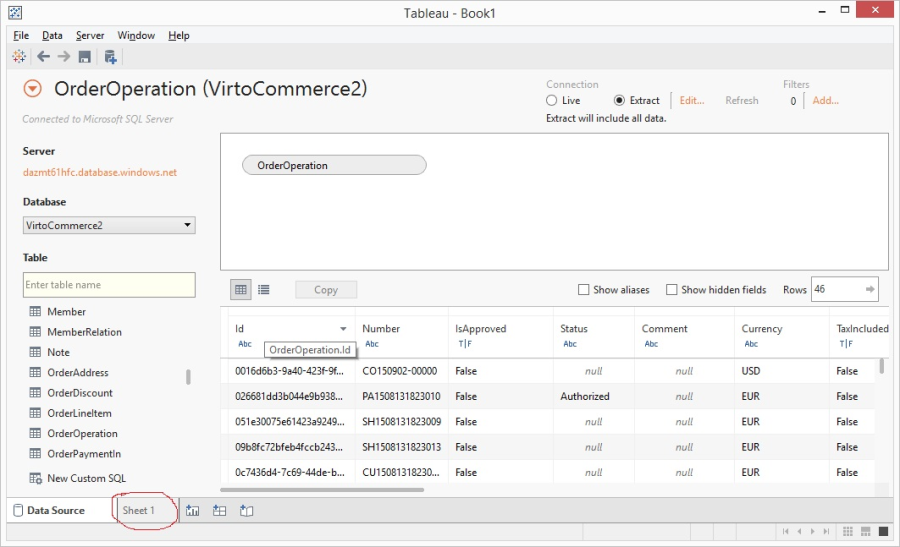 Tableau - Book1
File Data Server Window Help
OrderOperation (VirtoCommerce2)
Connected to Microsoft SQL Server
Connection
Live Extract Edit... Refresh
Extract will include all data.
Filters
0 Add...
Server
dazmt61hfc.database.windows.net
Database
VirtoCommerce2
Table
Enter table name
Member
MemberRelation
Note
OrderAddress
OrderDiscount
OrderLineItem
OrderOperation
OrderPaymentIn
New Custom SQL
OrderOperation
Copy Show aliases Show hidden fields Rows 46
Id Number IsApproved Status Comment Currency TaxIncluded
Abc Abc T|F Abc Abc Abc T|F
OrderOperation.Id
0016d6b3-9a40-423f-9f... CO150902-00000 False null null USD False
026681dd3b044e9b938... PA1508131823010 False Authorized null EUR False
051e30075e61423a9249... SH1508131823009 False null null EUR False
09b8fc72bfeb4fccb243... SH1508131823013 False null null EUR False
0c7436d4-7c69-44de-b... CU15081318230... False null null EUR False
Data Source Sheet 1